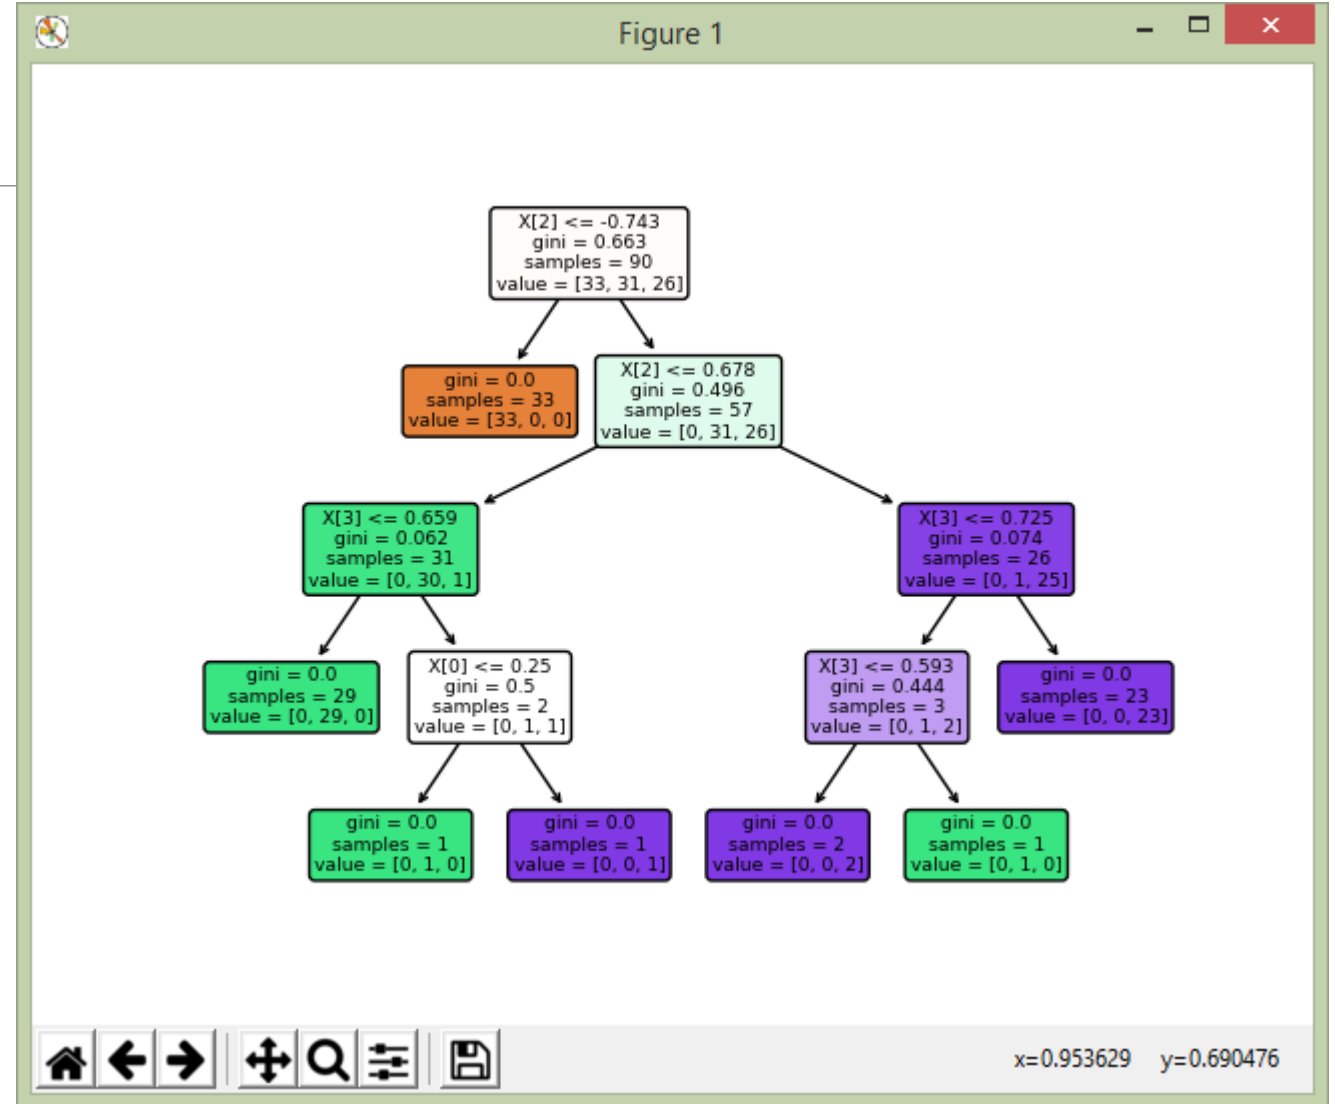 Figure 1
X[2] <= -0.743
gini = 0.663
samples = 90
value = [33, 31, 26]
gini = 0.0
samples = 33
value = [33, 0, 0]
X[2] <= 0.678
gini = 0.496
samples = 57
value = [0, 31, 26]
X[3] <= 0.659
gini = 0.062
samples = 31
value = [0, 30, 1]
X[3] <= 0.725
gini = 0.074
samples = 26
value = [0, 1, 25]
gini = 0.0
samples = 29
value = [0, 29, 0]
X[0] <= 0.25
gini = 0.5
samples = 2
value = [0, 1, 1]
X[3] <= 0.593
gini = 0.444
samples = 3
value = [0, 1, 2]
gini = 0.0
samples = 23
value = [0, 0, 23]
gini = 0.0
samples = 1
value = [0, 1, 0]
gini = 0.0
samples = 1
value = [0, 0, 1]
gini = 0.0
samples = 2
value = [0, 0, 2]
gini = 0.0
samples = 1
value = [0, 1, 0]
x=0.953629 y=0.690476